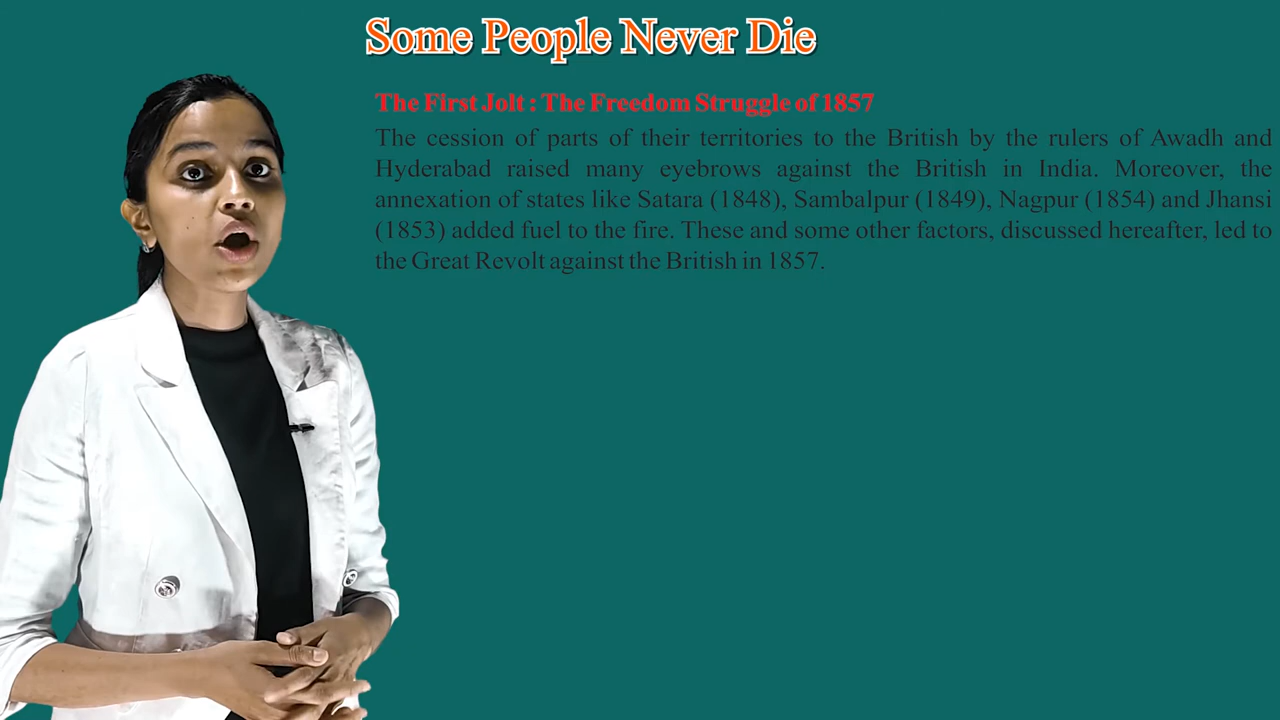 Some People Never Die
The First Jolt : The Freedom Struggle of 1857
The cession of parts of their territories to the British by the rulers of Awadh and
Hyderabad raised many eyebrows against the British in India. Moreover, the
annexation of states like Satara (1848), Sambalpur (1849), Nagpur (1854) and Jhansi
(1853) added fuel to the fire. These and some other factors, discussed hereafter, led to
the Great Revolt against the British in 1857.